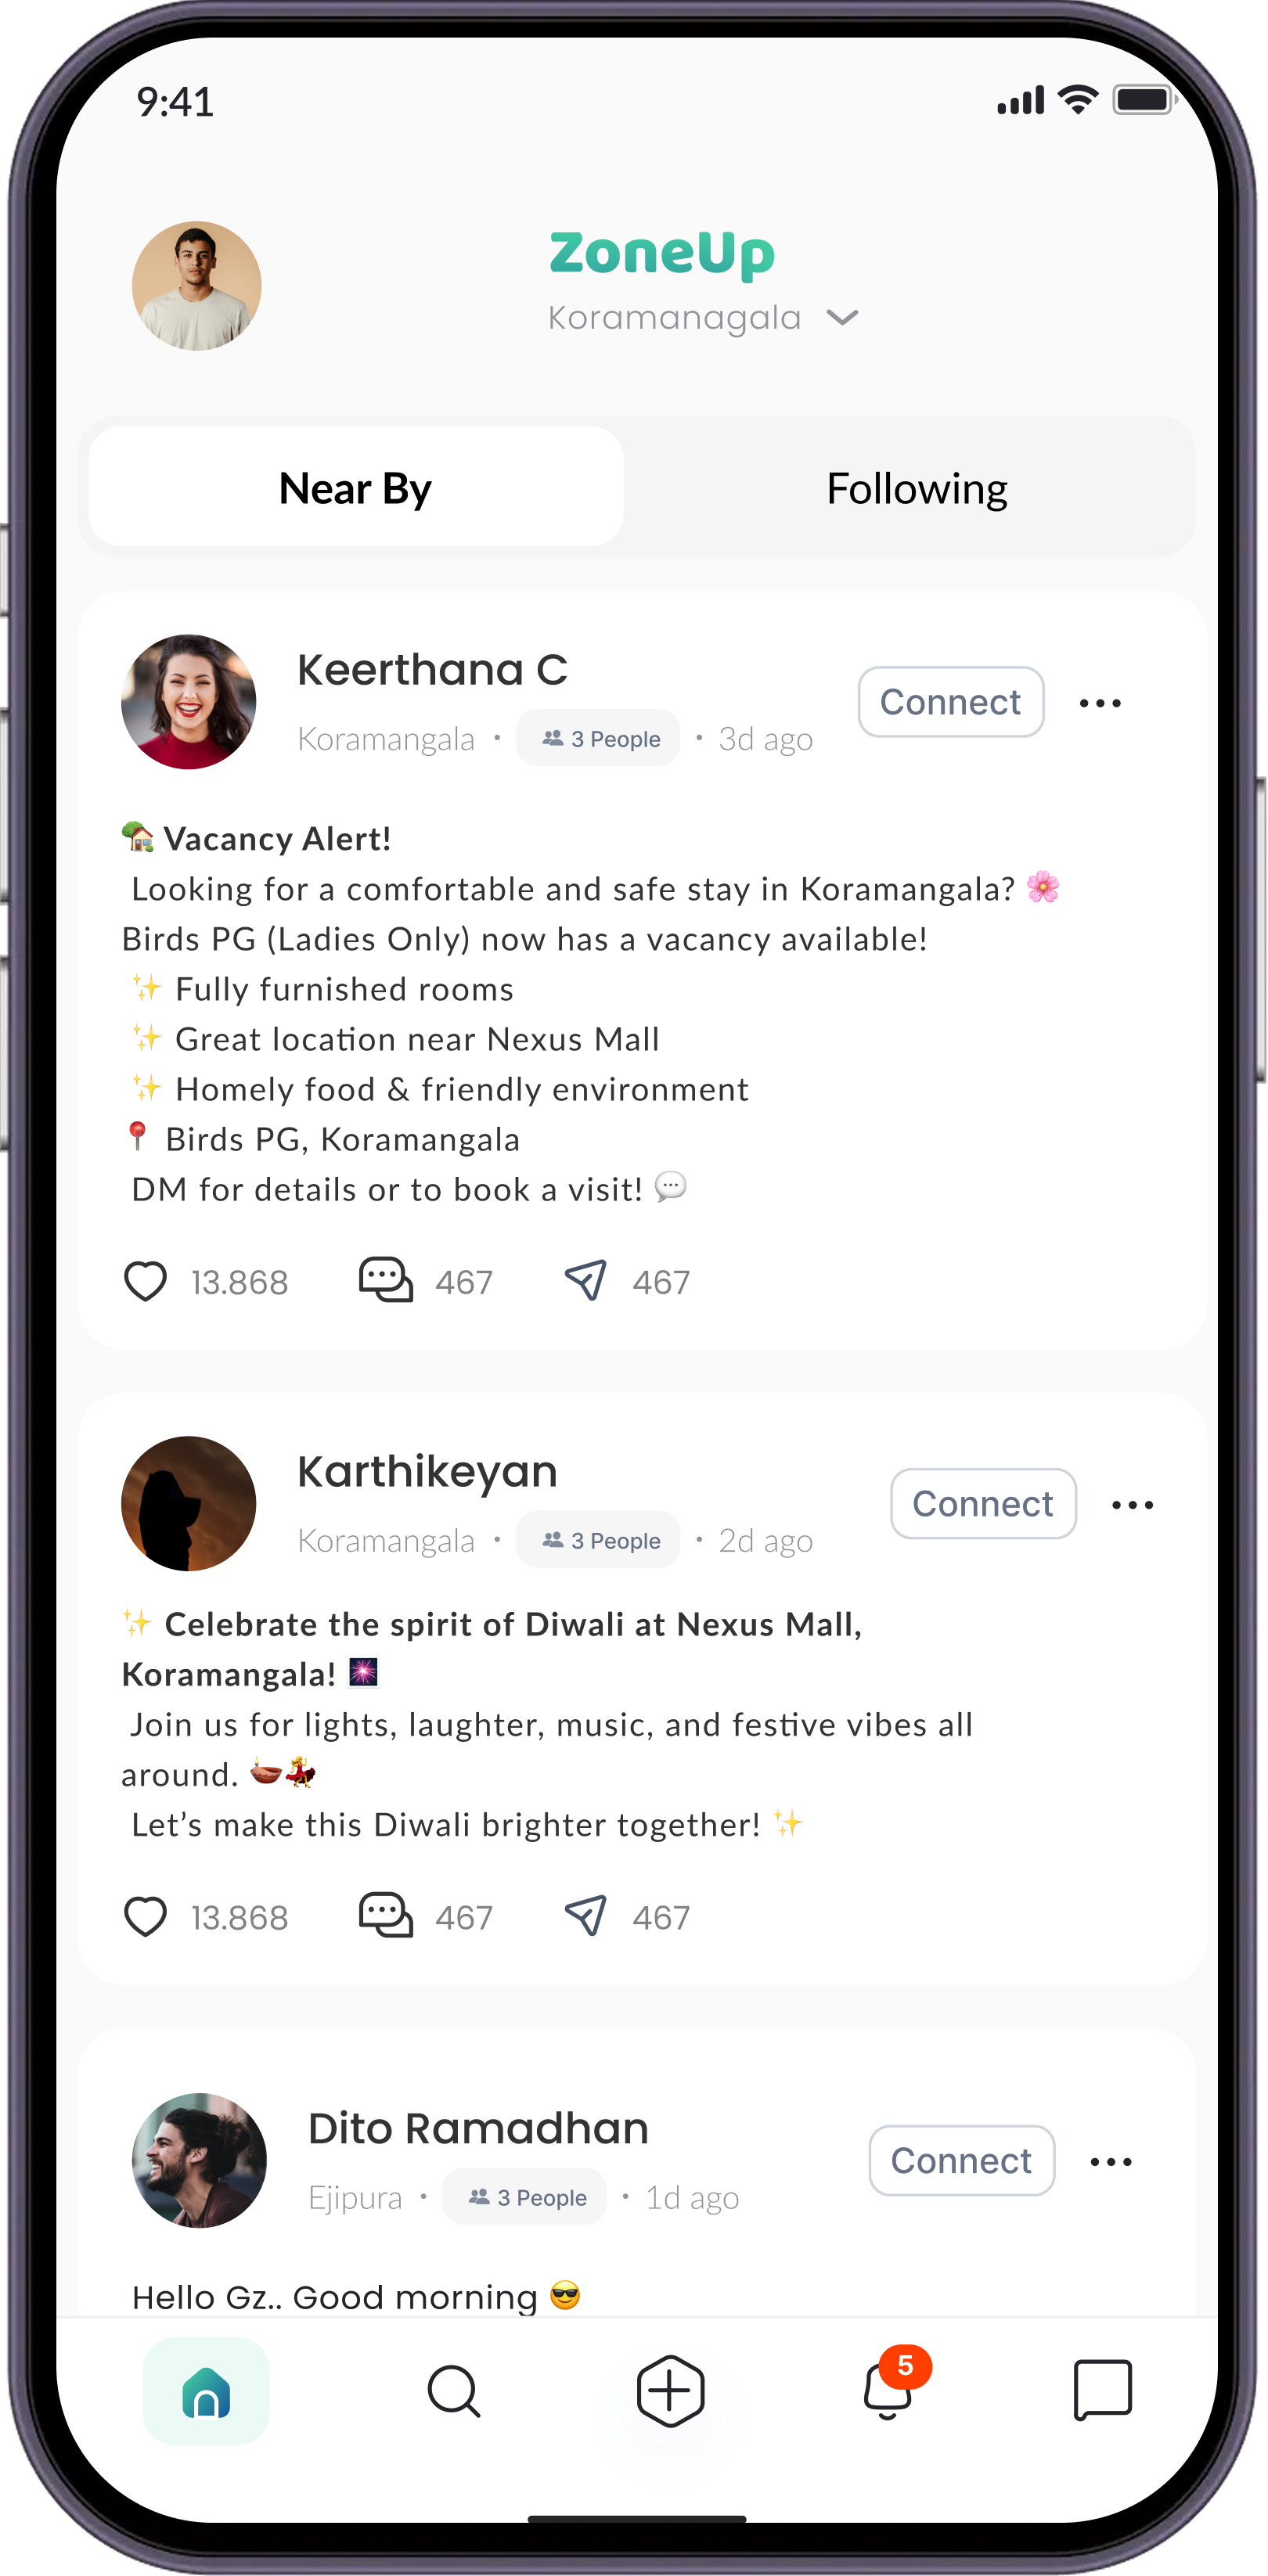 9:41
ZoneUp
Koramanagala
Near By
Following
Keerthana C
Connect
Koramangala • 3 People • 3d ago
🏡 Vacancy Alert!
Looking for a comfortable and safe stay in Koramangala? 🌸
Birds PG (Ladies Only) now has a vacancy available!
✨ Fully furnished rooms
✨ Great location near Nexus Mall
✨ Homely food & friendly environment
📍 Birds PG, Koramangala
DM for details or to book a visit! 💬
13.868
467
467
Karthikeyan
Connect
Koramangala • 3 People • 2d ago
✨ Celebrate the spirit of Diwali at Nexus Mall,
Koramangala! 🎆
Join us for lights, laughter, music, and festive vibes all
around. 🪔💃
Let’s make this Diwali brighter together! ✨
13.868
467
467
Dito Ramadhan
Connect
Ejipura • 3 People • 1d ago
Hello Gz.. Good morning 😎
5